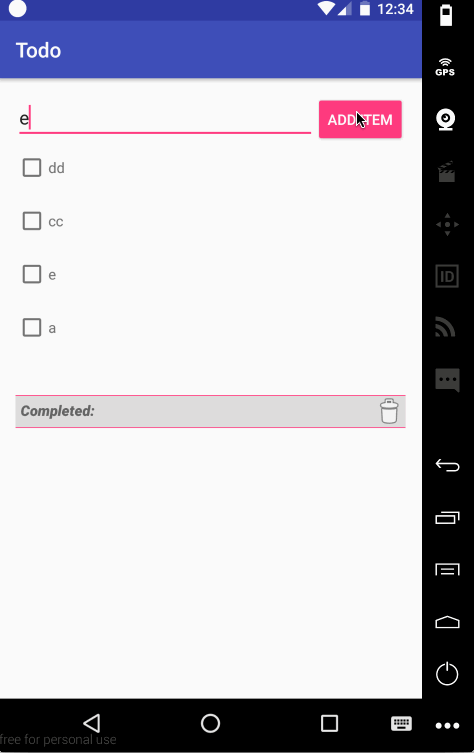 12:34
GPS
Todo
e
ADD ITEM
dd
cc
ID
e
a
Completed:
free for personal use